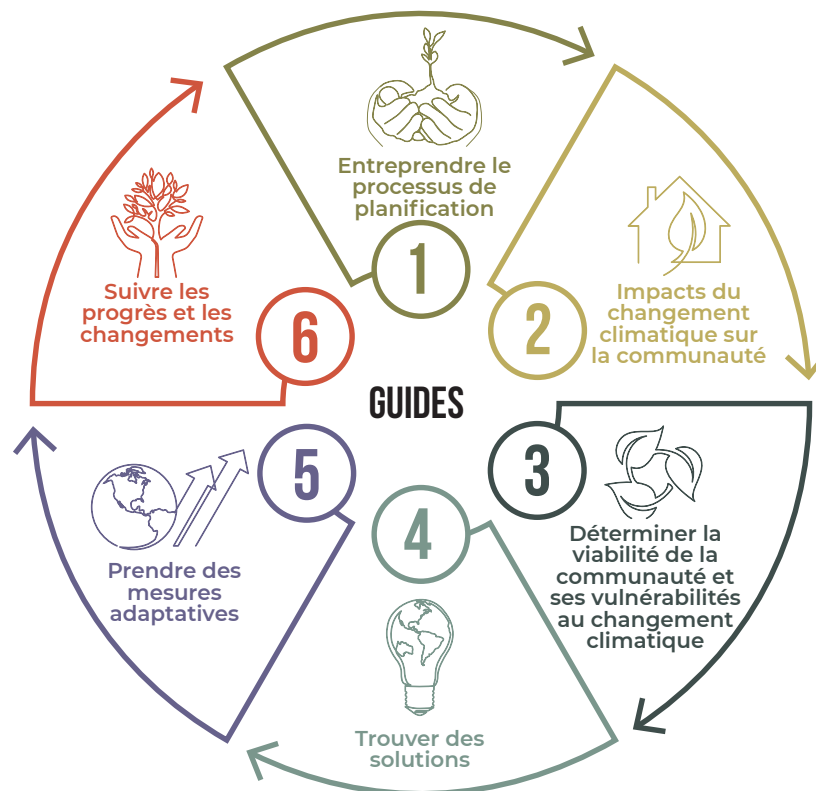 Entreprendre le
processus de
planification
1
Impacts du
changement
climatique sur
la communauté
2
GUIDES
3
Déterminer la
viabilité de la
communauté et
ses vulnérabilités
au changement
climatique
4
Trouver des
solutions
5
Prendre des
mesures
adaptatives
6
Suivre les
progrès et les
changements